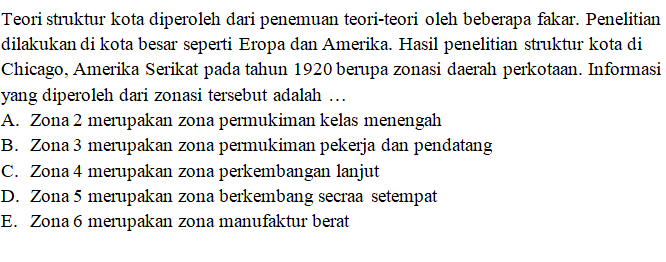 Teori struktur kota diperoleh dari penemuan teori-teori oleh beberapa fakar. Penelitian
dilakukan di kota besar seperti Eropa dan Amerika. Hasil penelitian struktur kota di
Chicago, Amerika Serikat pada tahun 1920 berupa zonasi daerah perkotaan. Informasi
yang diperoleh dari zonasi tersebut adalah …
A. Zona 2 merupakan zona permukiman kelas menengah
B. Zona 3 merupakan zona permukiman pekerja dan pendatang
C. Zona 4 merupakan zona perkembangan lanjut
D. Zona 5 merupakan zona berkembang secraa setempat
E. Zona 6 merupakan zona manufaktur berat